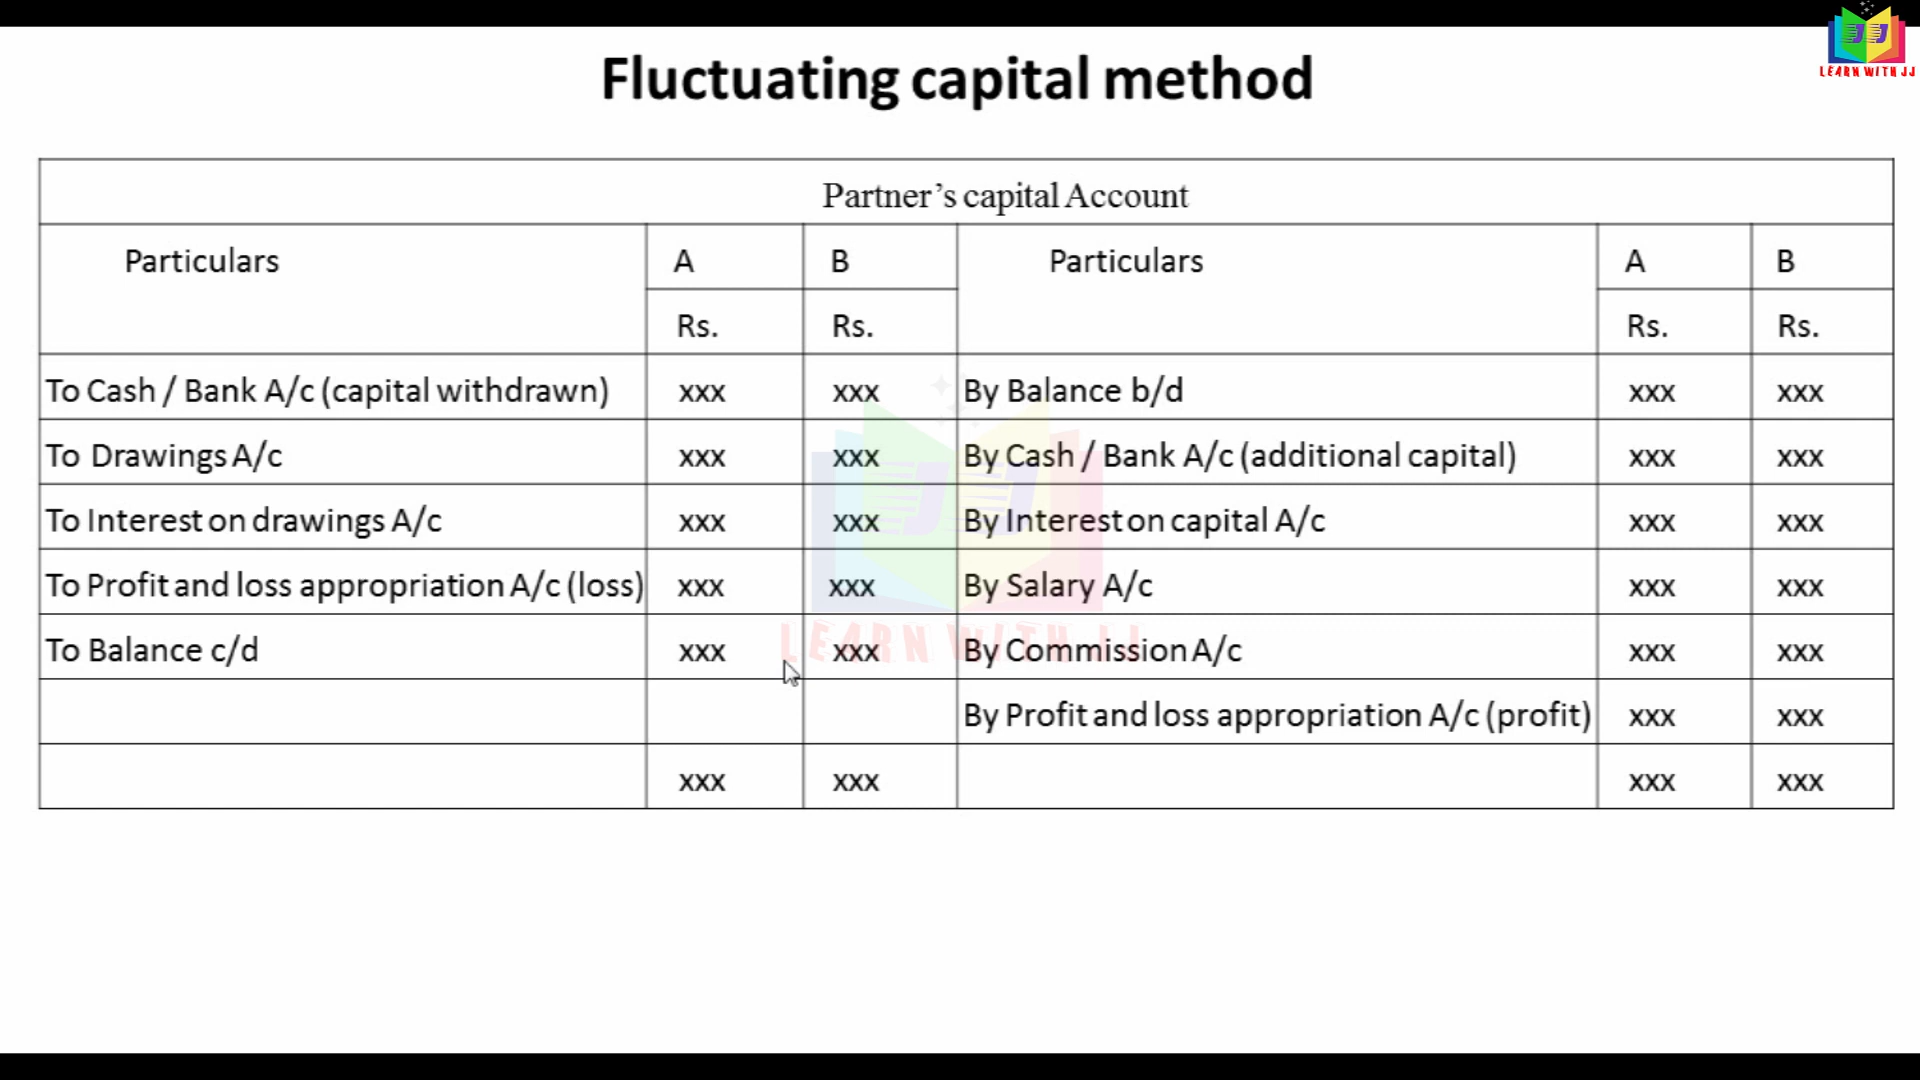 LEARN WITH JJ
Fluctuating capital method
Partner's capital Account
Particulars A B Particulars A B
Rs. Rs. Rs. Rs.
To Cash / Bank A/c (capital withdrawn) xxx xxx By Balance b/d xxx xxx
To Drawings A/c xxx xxx By Cash / Bank A/c (additional capital) xxx xxx
To Interest on drawings A/c xxx xxx By Interest on capital A/c xxx xxx
To Profit and loss appropriation A/c (loss) xxx xxx By Salary A/c xxx xxx
To Balance c/d xxx xxx By Commission A/c xxx xxx
By Profit and loss appropriation A/c (profit) xxx xxx
xxx xxx xxx xxx
LEARN WITH JJ